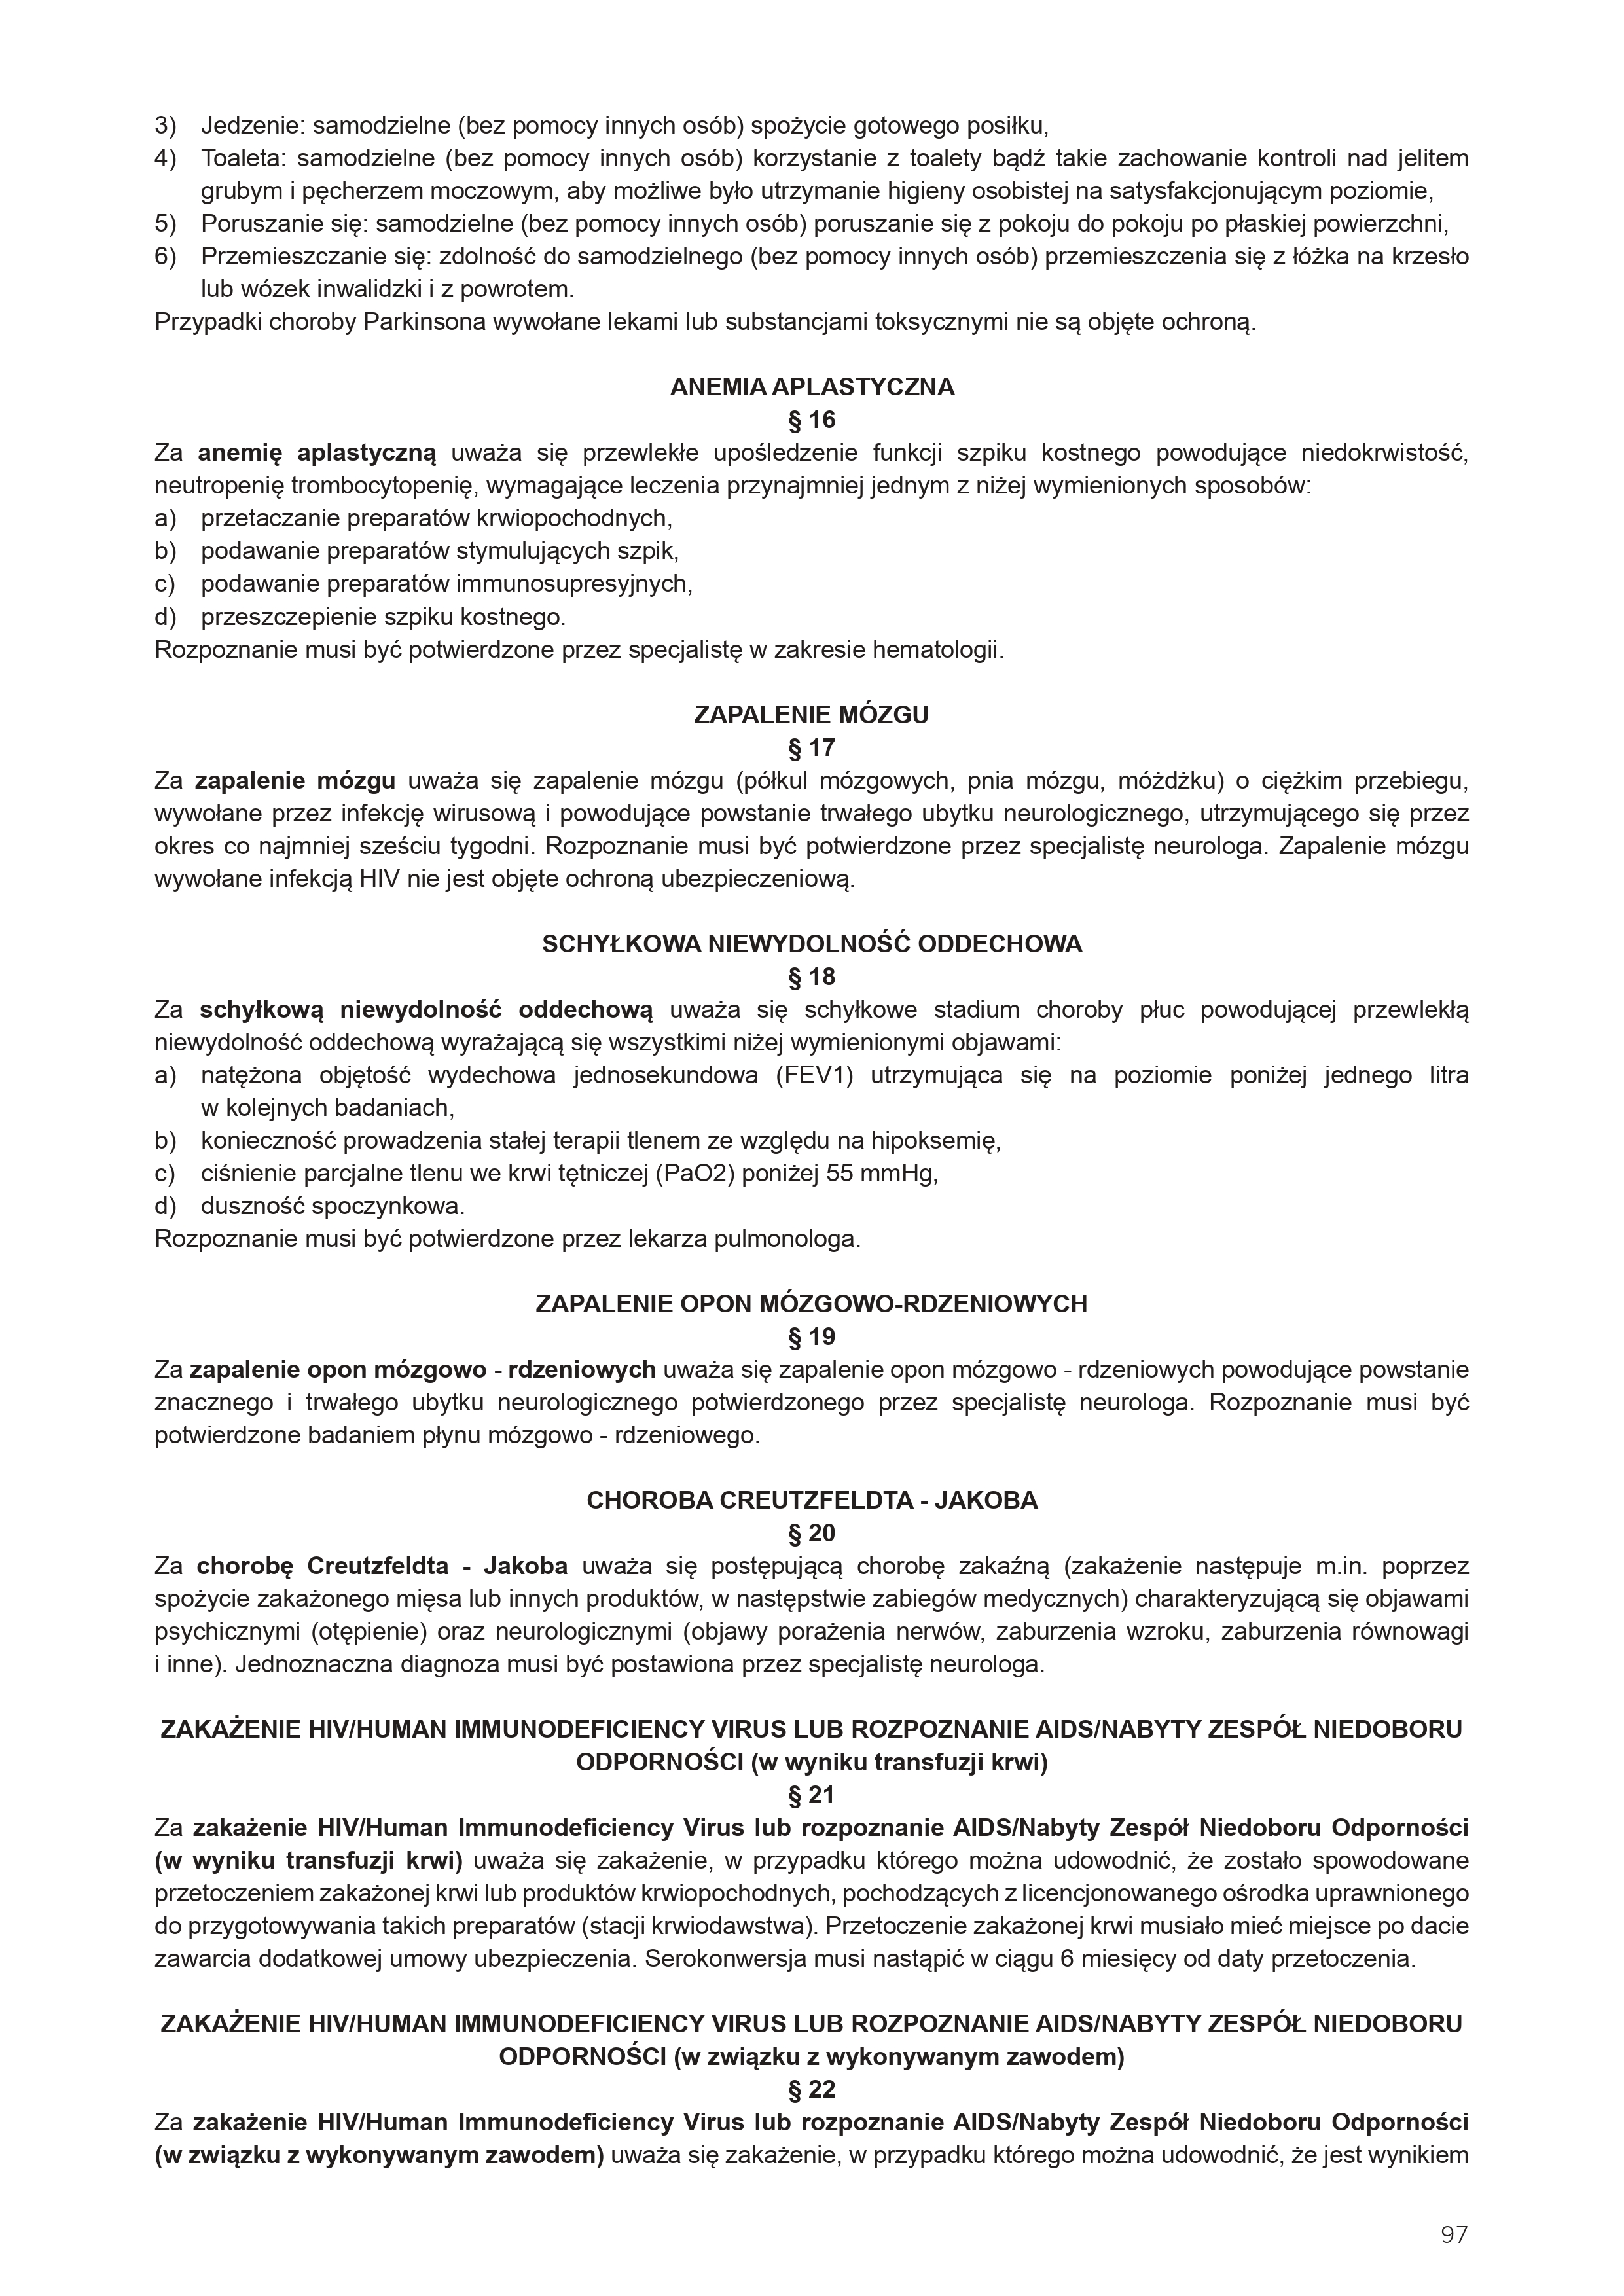 3) Jedzenie: samodzielne (bez pomocy innych osób) spożycie gotowego posiłku,
4) Toaleta: samodzielne (bez pomocy innych osób) korzystanie z toalety bądź takie zachowanie kontroli nad jelitem
grubym i pęcherzem moczowym, aby możliwe było utrzymanie higieny osobistej na satysfakcjonującym poziomie,
5) Poruszanie się: samodzielne (bez pomocy innych osób) poruszanie się z pokoju do pokoju po płaskiej powierzchni,
6) Przemieszczanie się: zdolność do samodzielnego (bez pomocy innych osób) przemieszczenia się z łóżka na krzesło
lub wózek inwalidzki i z powrotem.
Przypadki choroby Parkinsona wywołane lekami lub substancjami toksycznymi nie są objęte ochroną.
ANEMIA APLASTYCZNA
§ 16
Za anemię aplastyczną uważa się przewlekłe upośledzenie funkcji szpiku kostnego powodujące niedokrwistość,
neutropenię trombocytopenię, wymagające leczenia przynajmniej jednym z niżej wymienionych sposobów:
a) przetaczanie preparatów krwiopochodnych,
b) podawanie preparatów stymulujących szpik,
c) podawanie preparatów immunosupresyjnych,
d) przeszczepienie szpiku kostnego.
Rozpoznanie musi być potwierdzone przez specjalistę w zakresie hematologii.
ZAPALENIE MÓZGU
§ 17
Za zapalenie mózgu uważa się zapalenie mózgu (półkul mózgowych, pnia mózgu, móżdżku) o ciężkim przebiegu,
wywołane przez infekcję wirusową i powodujące powstanie trwałego ubytku neurologicznego, utrzymującego się przez
okres co najmniej sześciu tygodni. Rozpoznanie musi być potwierdzone przez specjalistę neurologa. Zapalenie mózgu
wywołane infekcją HIV nie jest objęte ochroną ubezpieczeniową.
SCHYŁKOWA NIEWYDOLNOŚĆ ODDECHOWA
§ 18
Za schyłkową niewydolność oddechową uważa się schyłkowe stadium choroby płuc powodującej przewlekłą
niewydolność oddechową wyrażającą się wszystkimi niżej wymienionymi objawami:
a) natężona objętość wydechowa jednosekundowa (FEV1) utrzymująca się na poziomie poniżej jednego litra
w kolejnych badaniach,
b) konieczność prowadzenia stałej terapii tlenem ze względu na hipoksemię,
c) ciśnienie parcjalne tlenu we krwi tętniczej (PaO2) poniżej 55 mmHg,
d) duszność spoczynkowa.
Rozpoznanie musi być potwierdzone przez lekarza pulmonologa.
ZAPALENIE OPON MÓZGOWO-RDZENIOWYCH
§ 19
Za zapalenie opon mózgowo - rdzeniowych uważa się zapalenie opon mózgowo - rdzeniowych powodujące powstanie
znacznego i trwałego ubytku neurologicznego potwierdzonego przez specjalistę neurologa. Rozpoznanie musi być
potwierdzone badaniem płynu mózgowo - rdzeniowego.
CHOROBA CREUTZFELDTA - JAKOBA
§ 20
Za chorobę Creutzfeldta - Jakoba uważa się postępującą chorobę zakaźną (zakażenie następuje m.in. poprzez
spożycie zakażonego mięsa lub innych produktów, w następstwie zabiegów medycznych) charakteryzującą się objawami
psychicznymi (otępienie) oraz neurologicznymi (objawy porażenia nerwów, zaburzenia wzroku, zaburzenia równowagi
i inne). Jednoznaczna diagnoza musi być postawiona przez specjalistę neurologa.
ZAKAŻENIE HIV/HUMAN IMMUNODEFICIENCY VIRUS LUB ROZPOZNANIE AIDS/NABYTY ZESPÓŁ NIEDOBORU
ODPORNOŚCI (w wyniku transfuzji krwi)
§ 21
Za zakażenie HIV/Human Immunodeficiency Virus lub rozpoznanie AIDS/Nabyty Zespół Niedoboru Odporności
(w wyniku transfuzji krwi) uważa się zakażenie, w przypadku którego można udowodnić, że zostało spowodowane
przetoczeniem zakażonej krwi lub produktów krwiopochodnych, pochodzących z licencjonowanego ośrodka uprawnionego
do przygotowywania takich preparatów (stacji krwiodawstwa). Przetoczenie zakażonej krwi musiało mieć miejsce po dacie
zawarcia dodatkowej umowy ubezpieczenia. Serokonwersja musi nastąpić w ciągu 6 miesięcy od daty przetoczenia.
ZAKAŻENIE HIV/HUMAN IMMUNODEFICIENCY VIRUS LUB ROZPOZNANIE AIDS/NABYTY ZESPÓŁ NIEDOBORU
ODPORNOŚCI (w związku z wykonywanym zawodem)
§ 22
Za zakażenie HIV/Human Immunodeficiency Virus lub rozpoznanie AIDS/Nabyty Zespół Niedoboru Odporności
(w związku z wykonywanym zawodem) uważa się zakażenie, w przypadku którego można udowodnić, że jest wynikiem
97